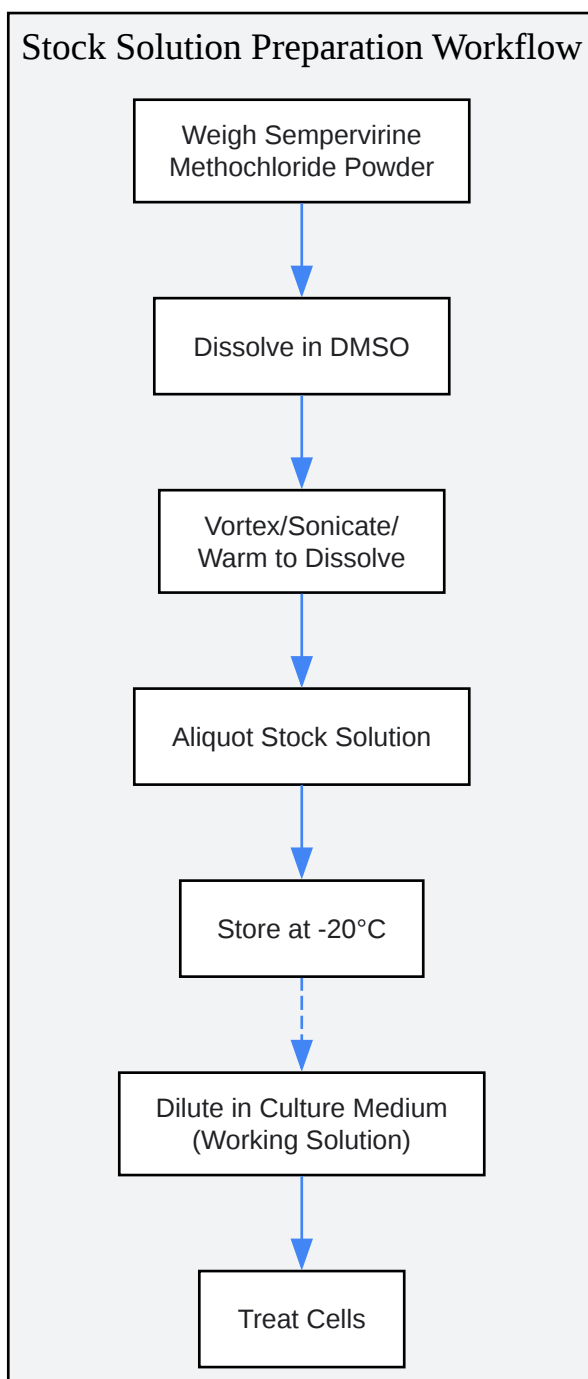 Stock Solution Preparation Workflow
Weigh Sempervirine
Methochloride Powder
Dissolve in DMSO
Vortex/Sonicate/
Warm to Dissolve
Aliquot Stock Solution
Store at -20°C
Dilute in Culture Medium
(Working Solution)
Treat Cells